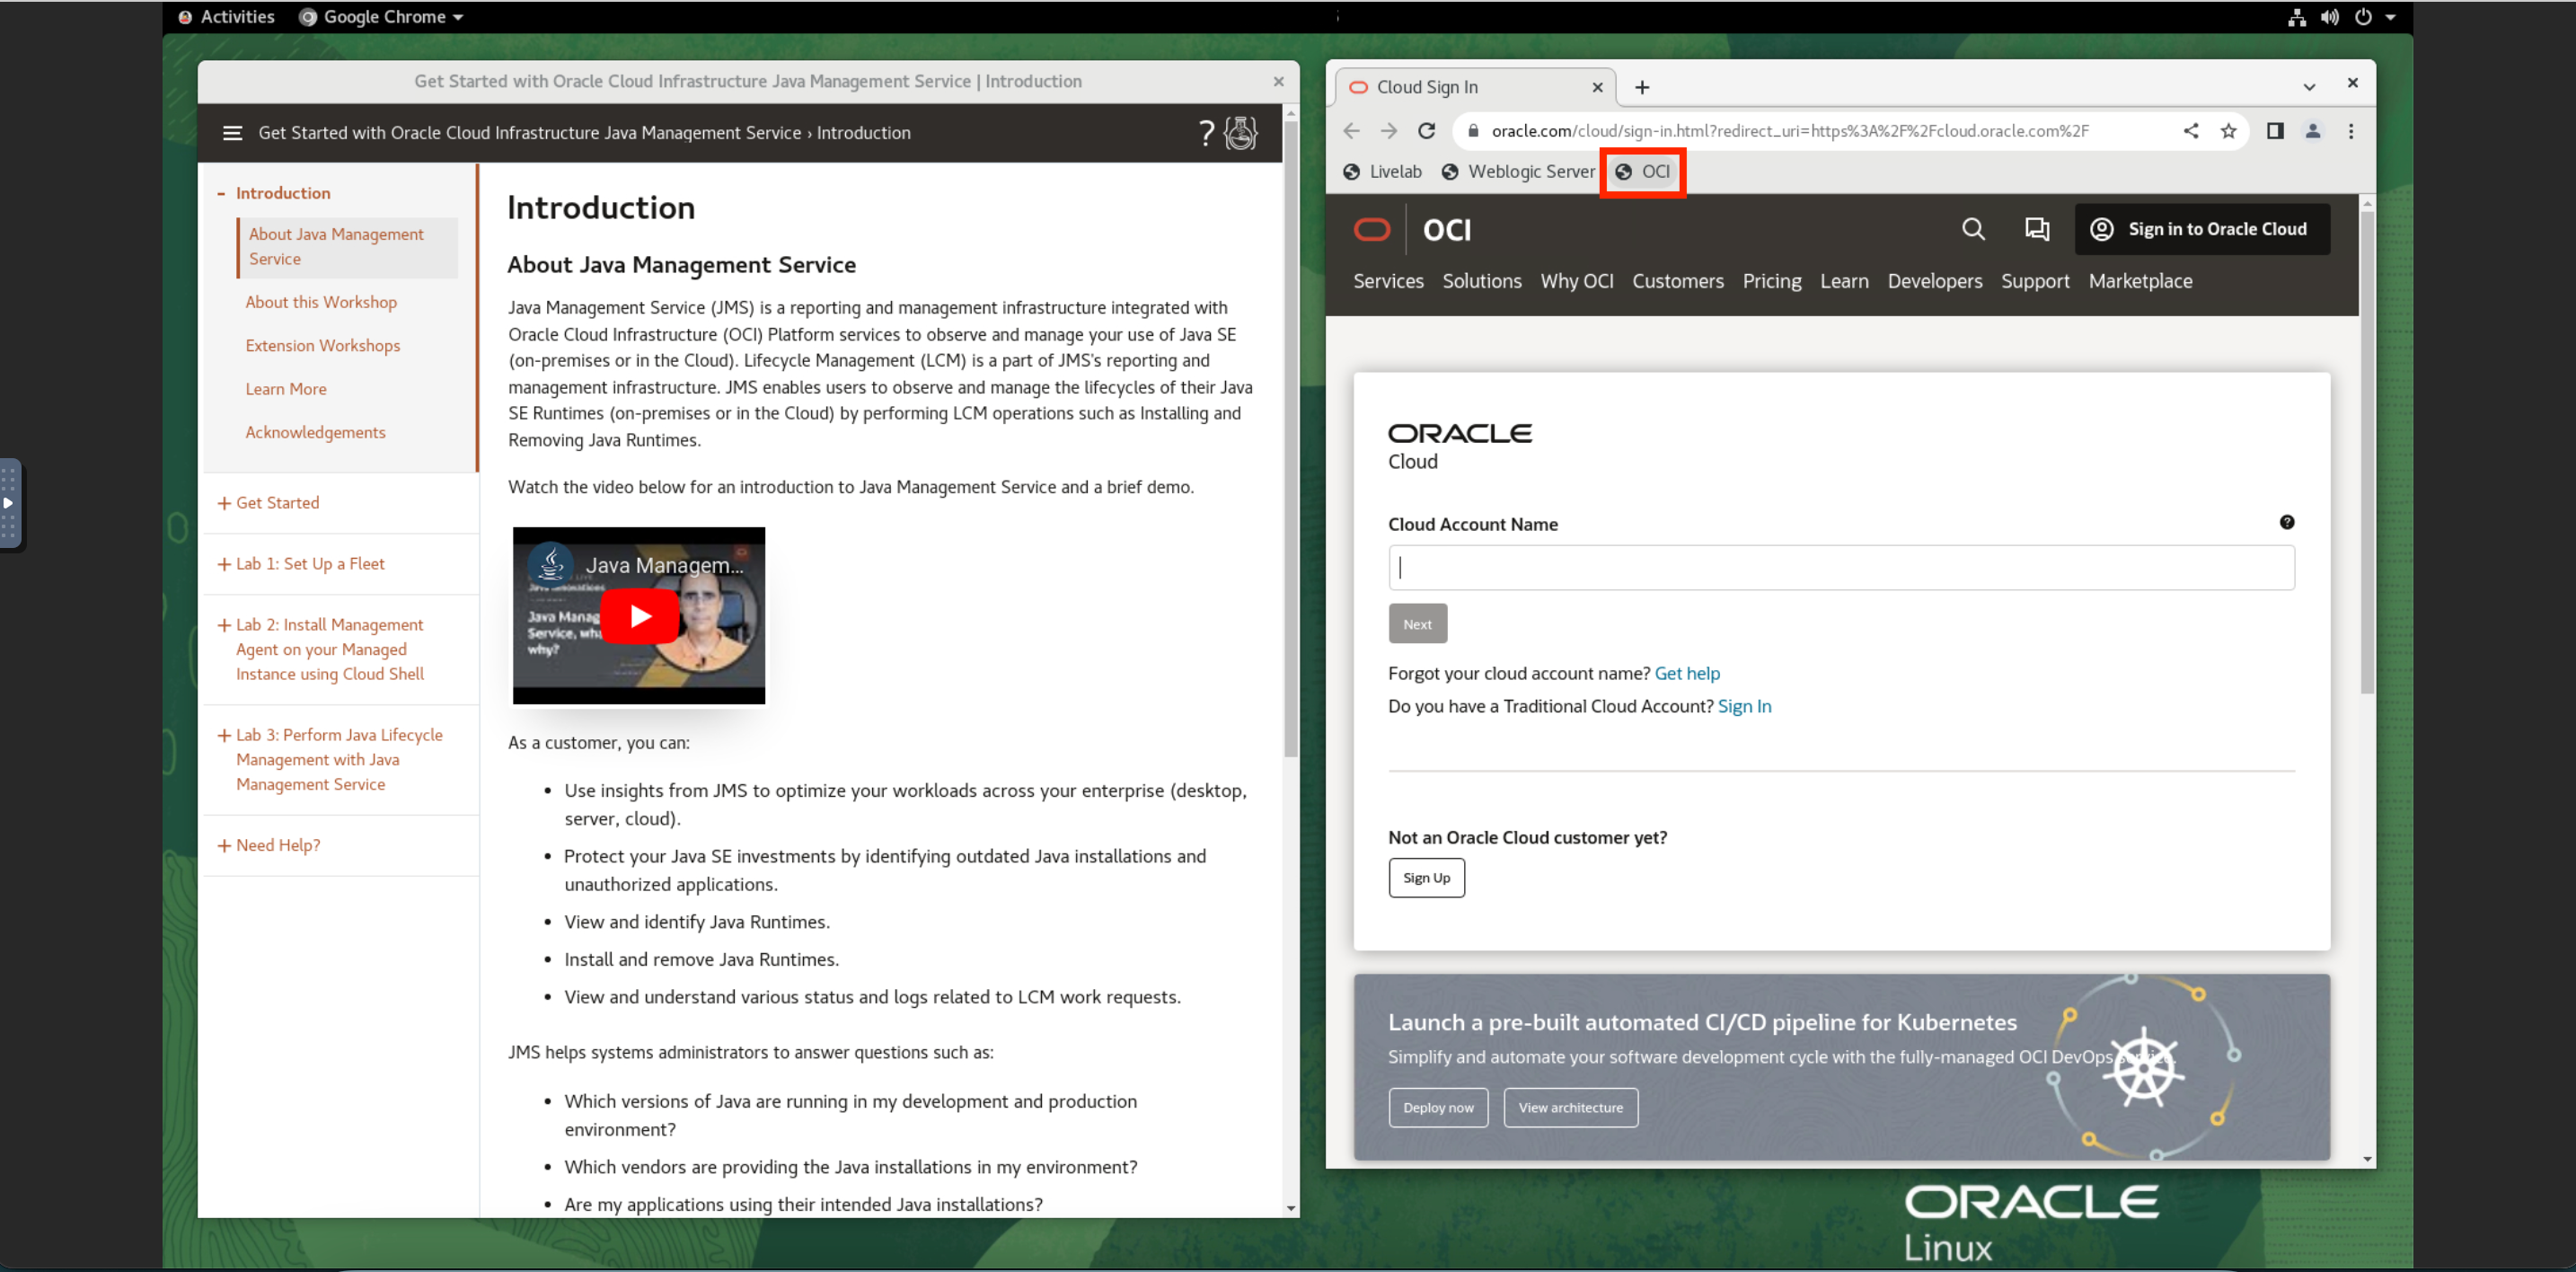 Activities Google Chrome
Get Started with Oracle Cloud Infrastructure Java Management Service | Introduction
Get Started with Oracle Cloud Infrastructure Java Management Service › Introduction
- Introduction
About Java Management
Service
About this Workshop
Extension Workshops
Learn More
Acknowledgements
+ Get Started
+ Lab 1: Set Up a Fleet
+ Lab 2: Install Management
Agent on your Managed
Instance using Cloud Shell
+ Lab 3: Perform Java Lifecycle
Management with Java
Management Service
+ Need Help?
Introduction
About Java Management Service
Java Management Service (JMS) is a reporting and management infrastructure integrated with
Oracle Cloud Infrastructure (OCI) Platform services to observe and manage your use of Java SE
(on-premises or in the Cloud). Lifecycle Management (LCM) is a part of JMS's reporting and
management infrastructure. JMS enables users to observe and manage the lifecycles of their Java
SE Runtimes (on-premises or in the Cloud) by performing LCM operations such as Installing and
Removing Java Runtimes.
Watch the video below for an introduction to Java Management Service and a brief demo.
Java Managem...
Java Manag
Service, wh
why?
As a customer, you can:
• Use insights from JMS to optimize your workloads across your enterprise (desktop,
server, cloud).
• Protect your Java SE investments by identifying outdated Java installations and
unauthorized applications.
• View and identify Java Runtimes.
• Install and remove Java Runtimes.
• View and understand various status and logs related to LCM work requests.
JMS helps systems administrators to answer questions such as:
• Which versions of Java are running in my development and production
environment?
• Which vendors are providing the Java installations in my environment?
• Are my applications using their intended Java installations?
Cloud Sign In
oracle.com/cloud/sign-in.html?redirect_uri=https%3A%2F%2Fcloud.oracle.com%2F
Livelab Weblogic Server OCI
OCI Sign in to Oracle Cloud
Services Solutions Why OCI Customers Pricing Learn Developers Support Marketplace
ORACLE
Cloud
Cloud Account Name
Next
Forgot your cloud account name? Get help
Do you have a Traditional Cloud Account? Sign In
Not an Oracle Cloud customer yet?
Sign Up
Launch a pre-built automated CI/CD pipeline for Kubernetes
Simplify and automate your software development cycle with the fully-managed OCI DevOps
Deploy now View architecture
ORACLE
Linux